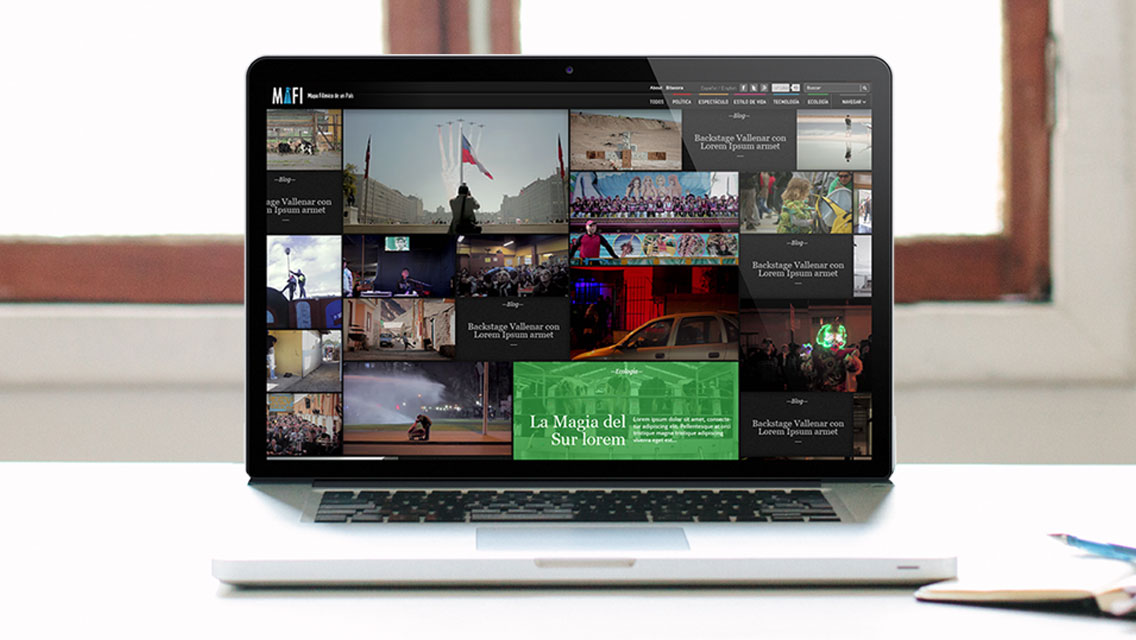 MAFI Mapa Fílmico de un País
About Bitacora Español / English Buscar
TODOS POLÍTICA ESPECTÁCULO ESTILO DE VIDA TECNOLOGÍA ECOLOGÍA NAVEGAR
—Blog—
Backstage Vallenar con
Lorem Ipsum armet
—Blog—
age Vallenar con
m Ipsum armet
—Blog—
Backstage Vallenar con
Lorem Ipsum armet
—Blog—
Backstage Vallenar con
Lorem Ipsum armet
—Ecología—
La Magia del
Sur lorem
Lorem ipsum dolor sit amet, consecte
tur adipiscing elit. Pellentesque at orci
tristique magna tristique adipiscing
viverra eget est...
—Blog—
Backstage Vallenar con
Lorem Ipsum armet